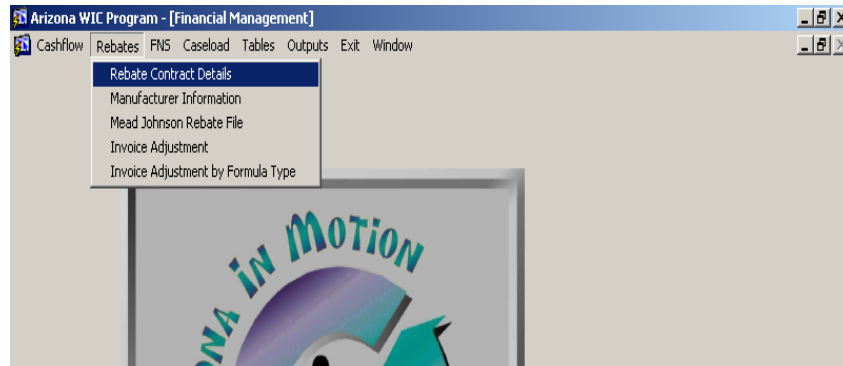 Arizona WIC Program - [Financial Management]
Cashflow Rebates FNS Caseload Tables Outputs Exit Window
Rebate Contract Details
Manufacturer Information
Mead Johnson Rebate File
Invoice Adjustment
Invoice Adjustment by Formula Type
ONA IN MOTION